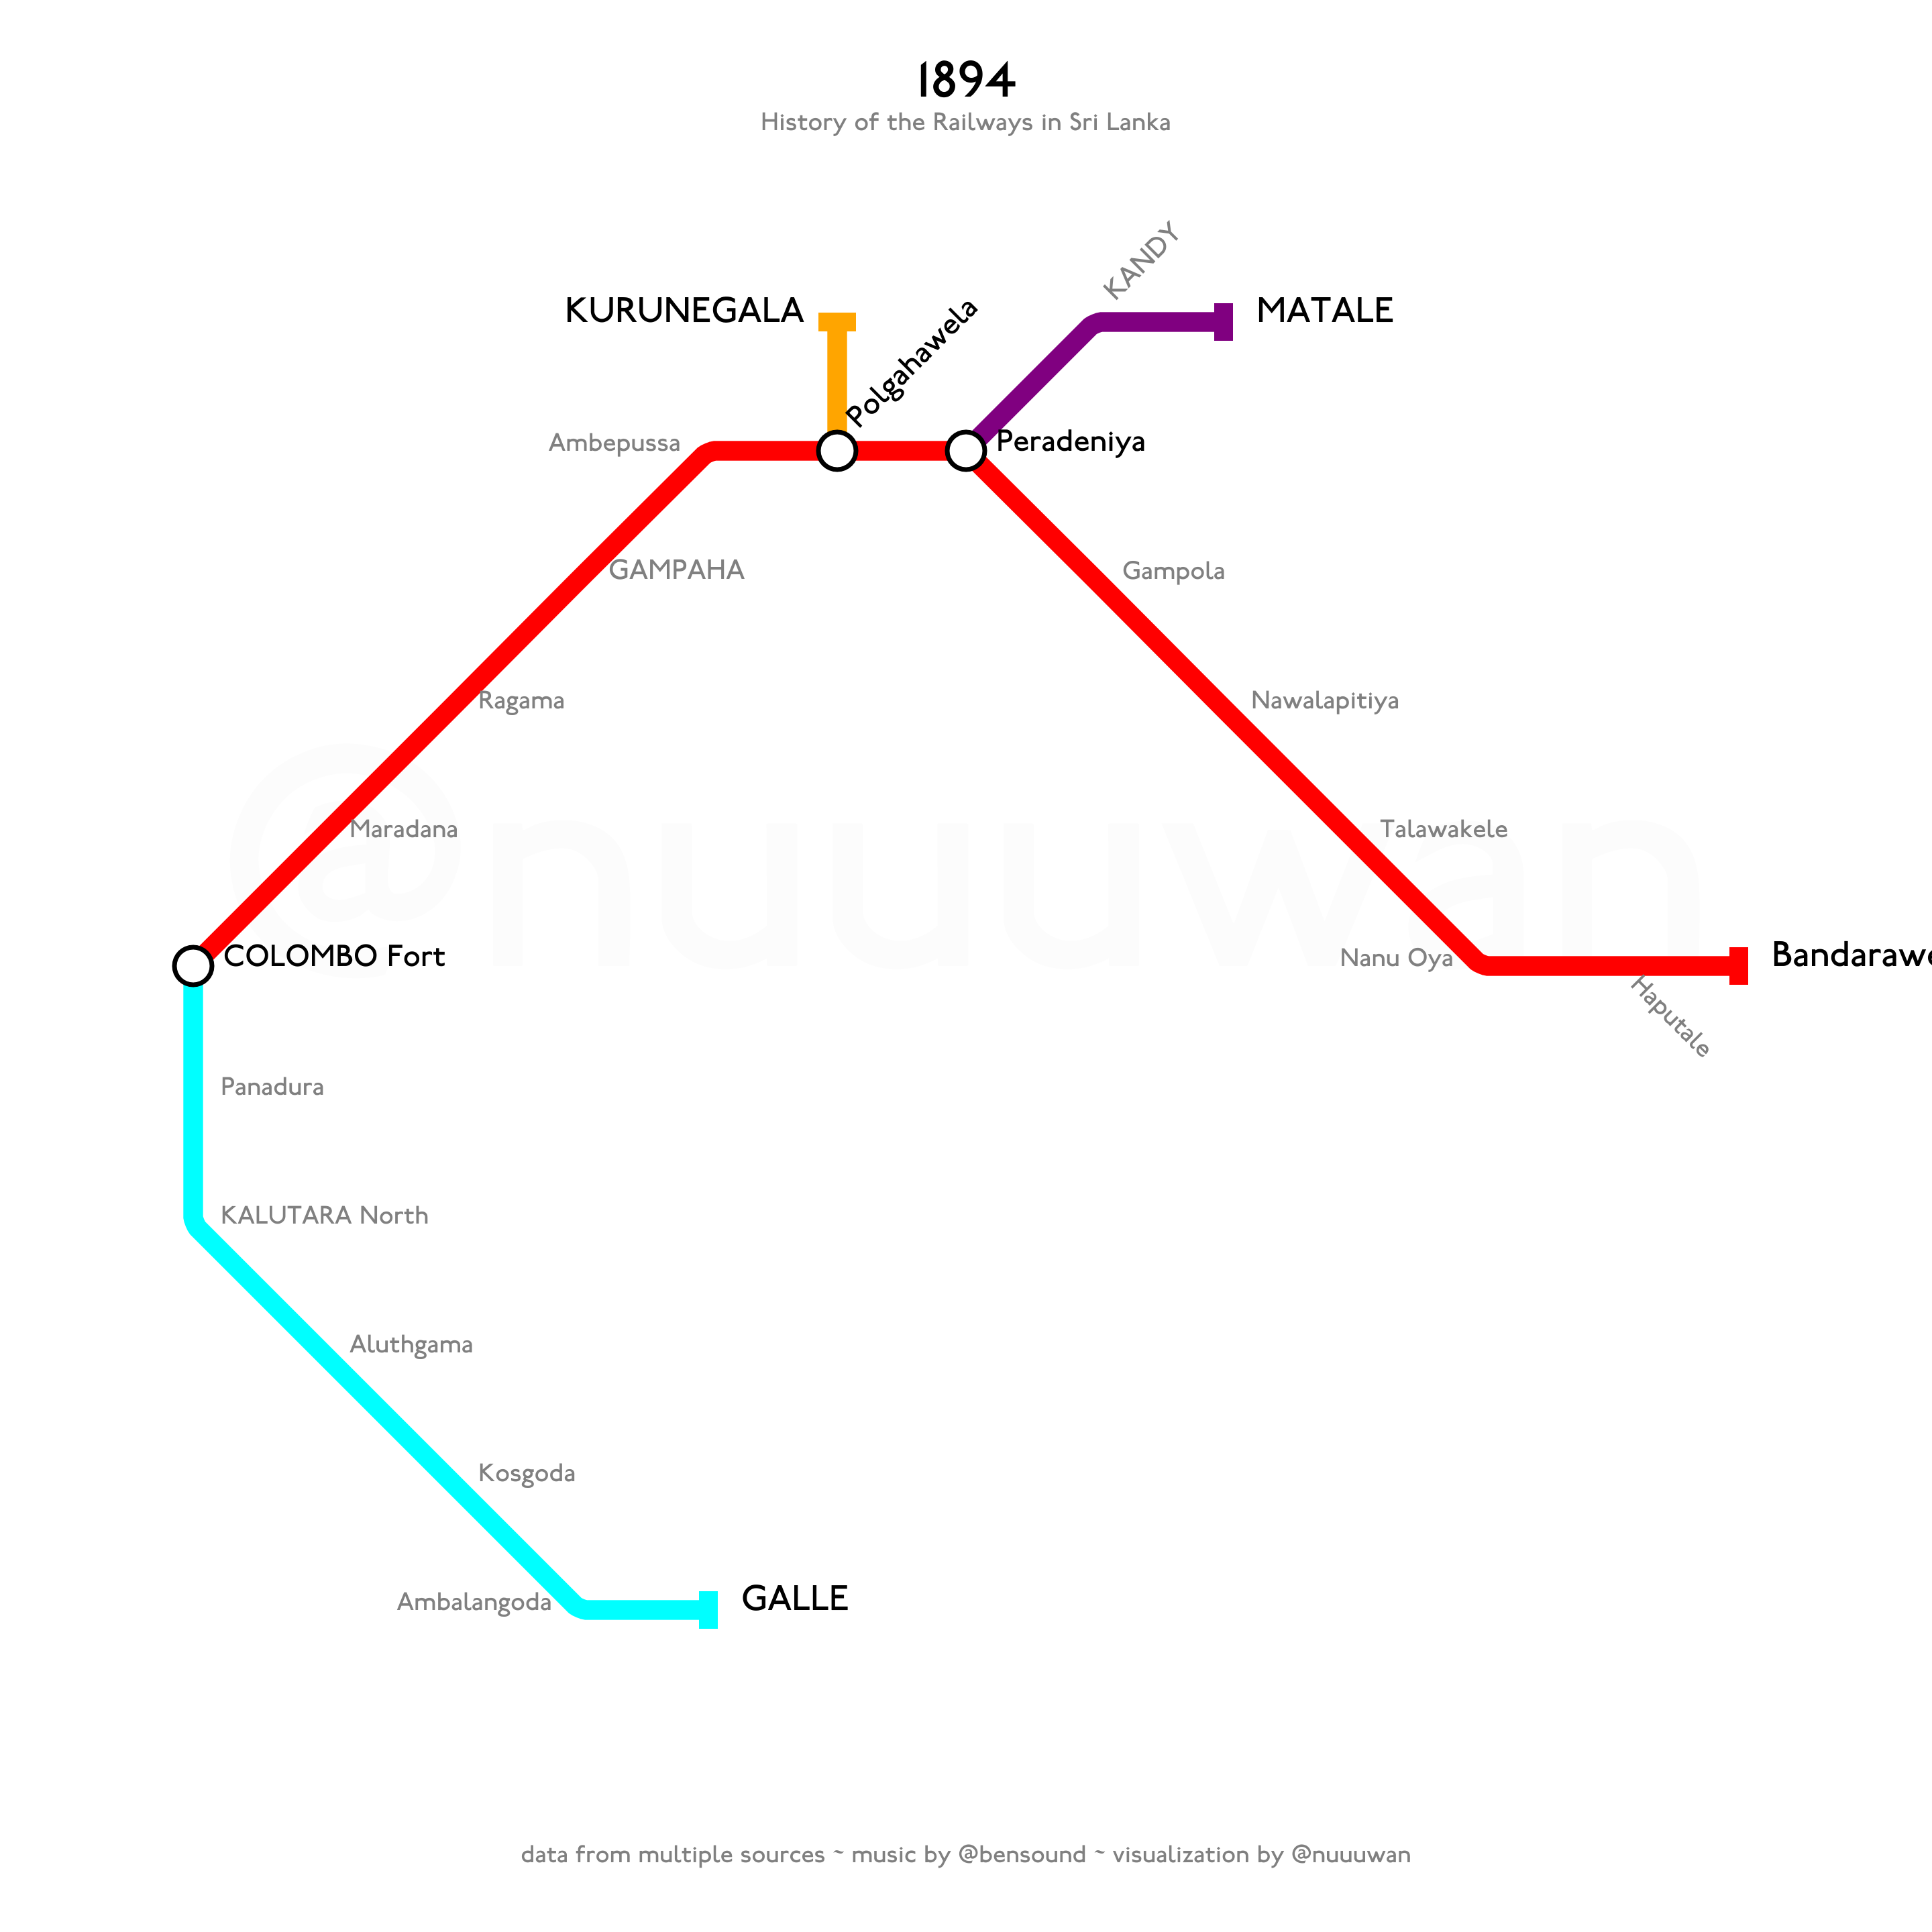 1894
History of the Railways in Sri Lanka
KANDY
KURUNEGALA
Polgahawela
MATALE
Ambepussa
Peradeniya
GAMPAHA
Gampola
Ragama
Nawalapitiya
Maradana
Talawakele
@nuuuwan
COLOMBO Fort
Nanu Oya
Haputale
Panadura
KALUTARA North
Aluthgama
Kosgoda
Ambalangoda
GALLE
data from multiple sources ~ music by @bensound ~ visualization by @nuuuwan